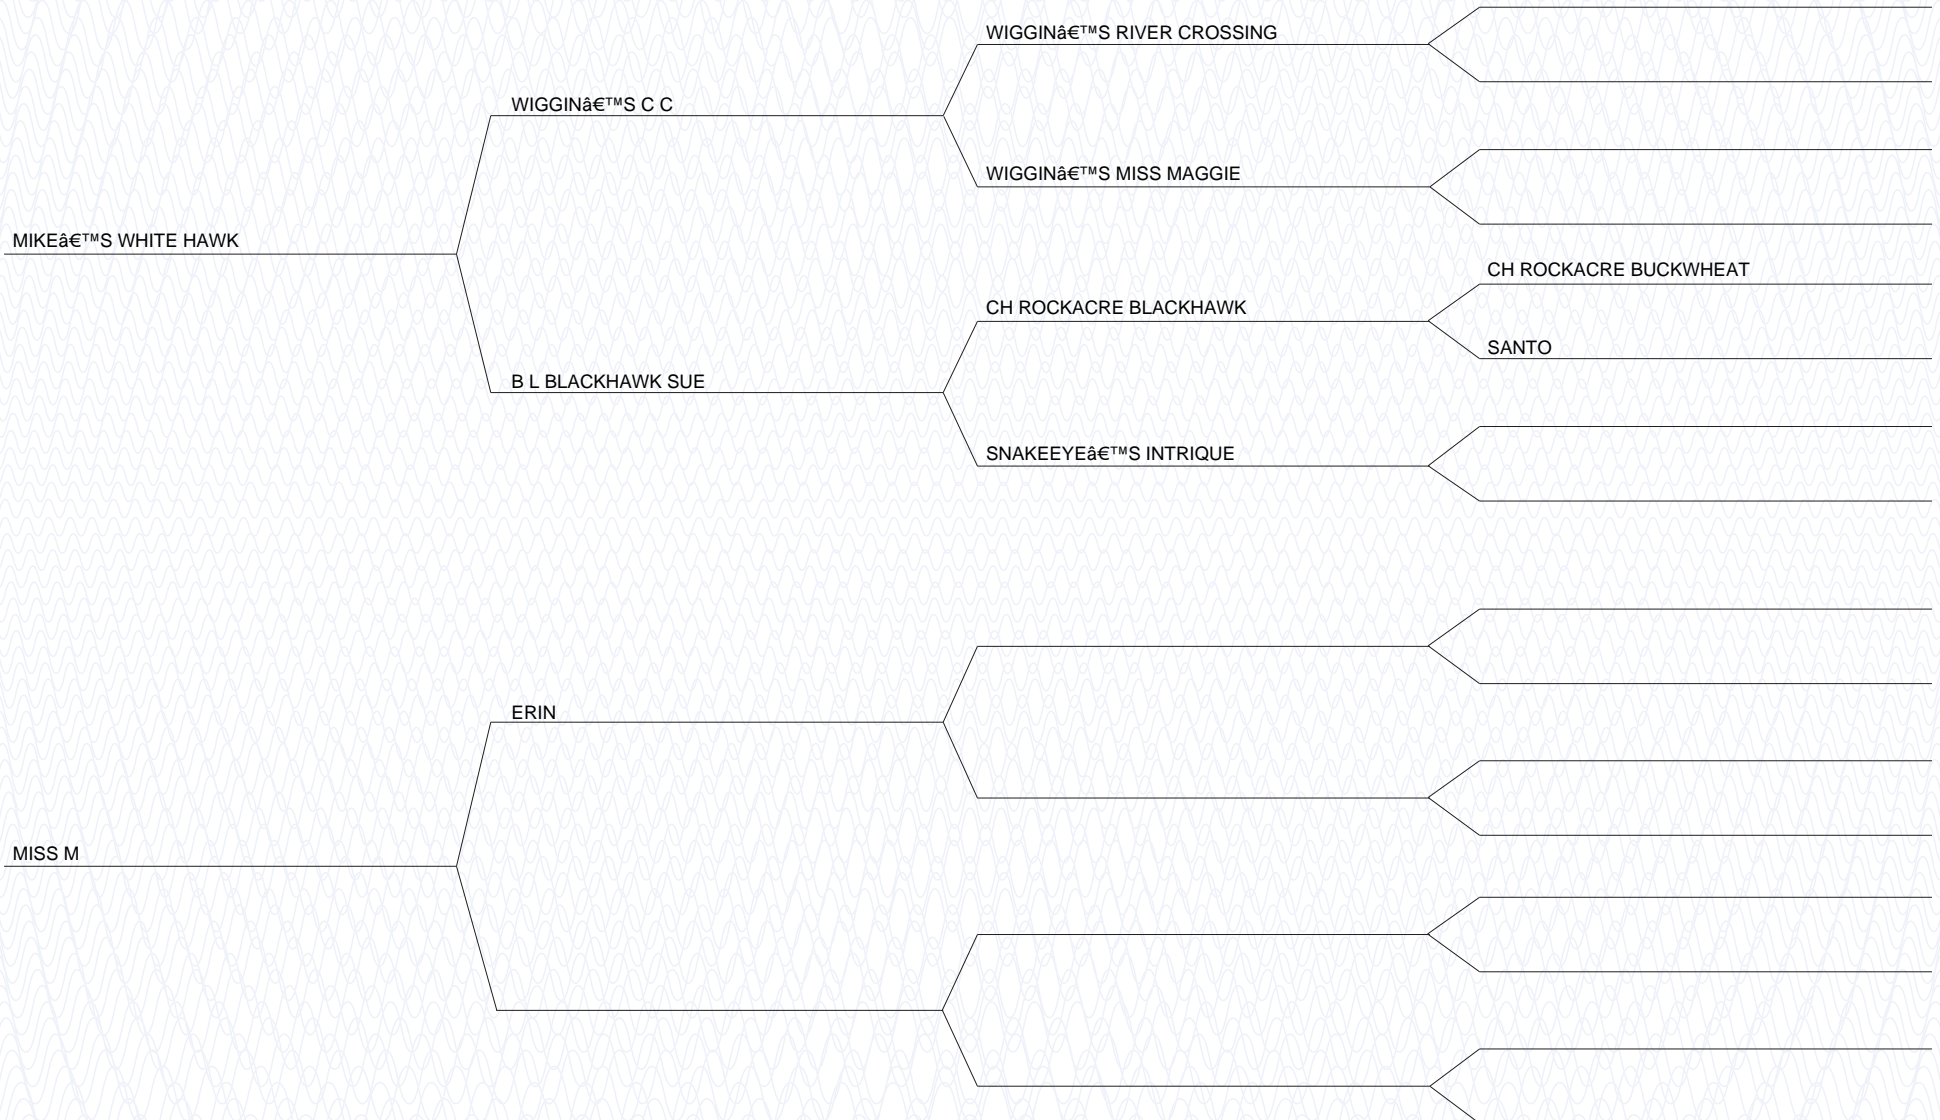 WIGGINâ€™S RIVER CROSSING
WIGGINâ€™S C C
WIGGINâ€™S MISS MAGGIE
MIKEâ€™S WHITE HAWK
CH ROCKACRE BUCKWHEAT
CH ROCKACRE BLACKHAWK
SANTO
B L BLACKHAWK SUE
SNAKEEYEâ€™S INTRIQUE
ERIN
MISS M